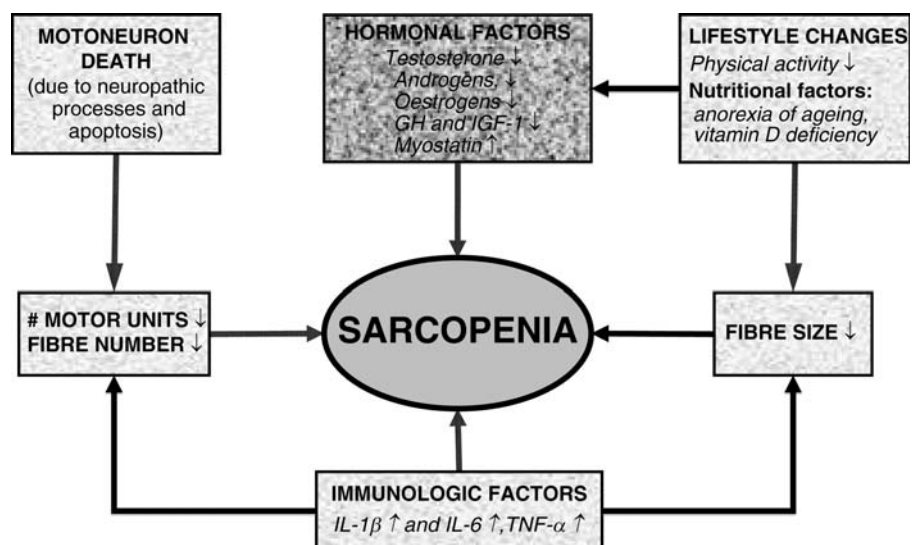 MOTONEURON
DEATH
(due to neuropathic
processes and
apoptosis)
HORMONAL FACTORS
Testosterone ↓
Androgens, ↓
Oestrogens ↓
GH and IGF-1 ↓
Myostatin ↑
LIFESTYLE CHANGES
Physical activity ↓
Nutritional factors:
anorexia of ageing,
vitamin D deficiency
# MOTOR UNITS ↓
FIBRE NUMBER ↓
SARCOPENIA
FIBRE SIZE ↓
IMMUNOLOGIC FACTORS
IL-1β ↑ and IL-6 ↑, TNF-α ↑